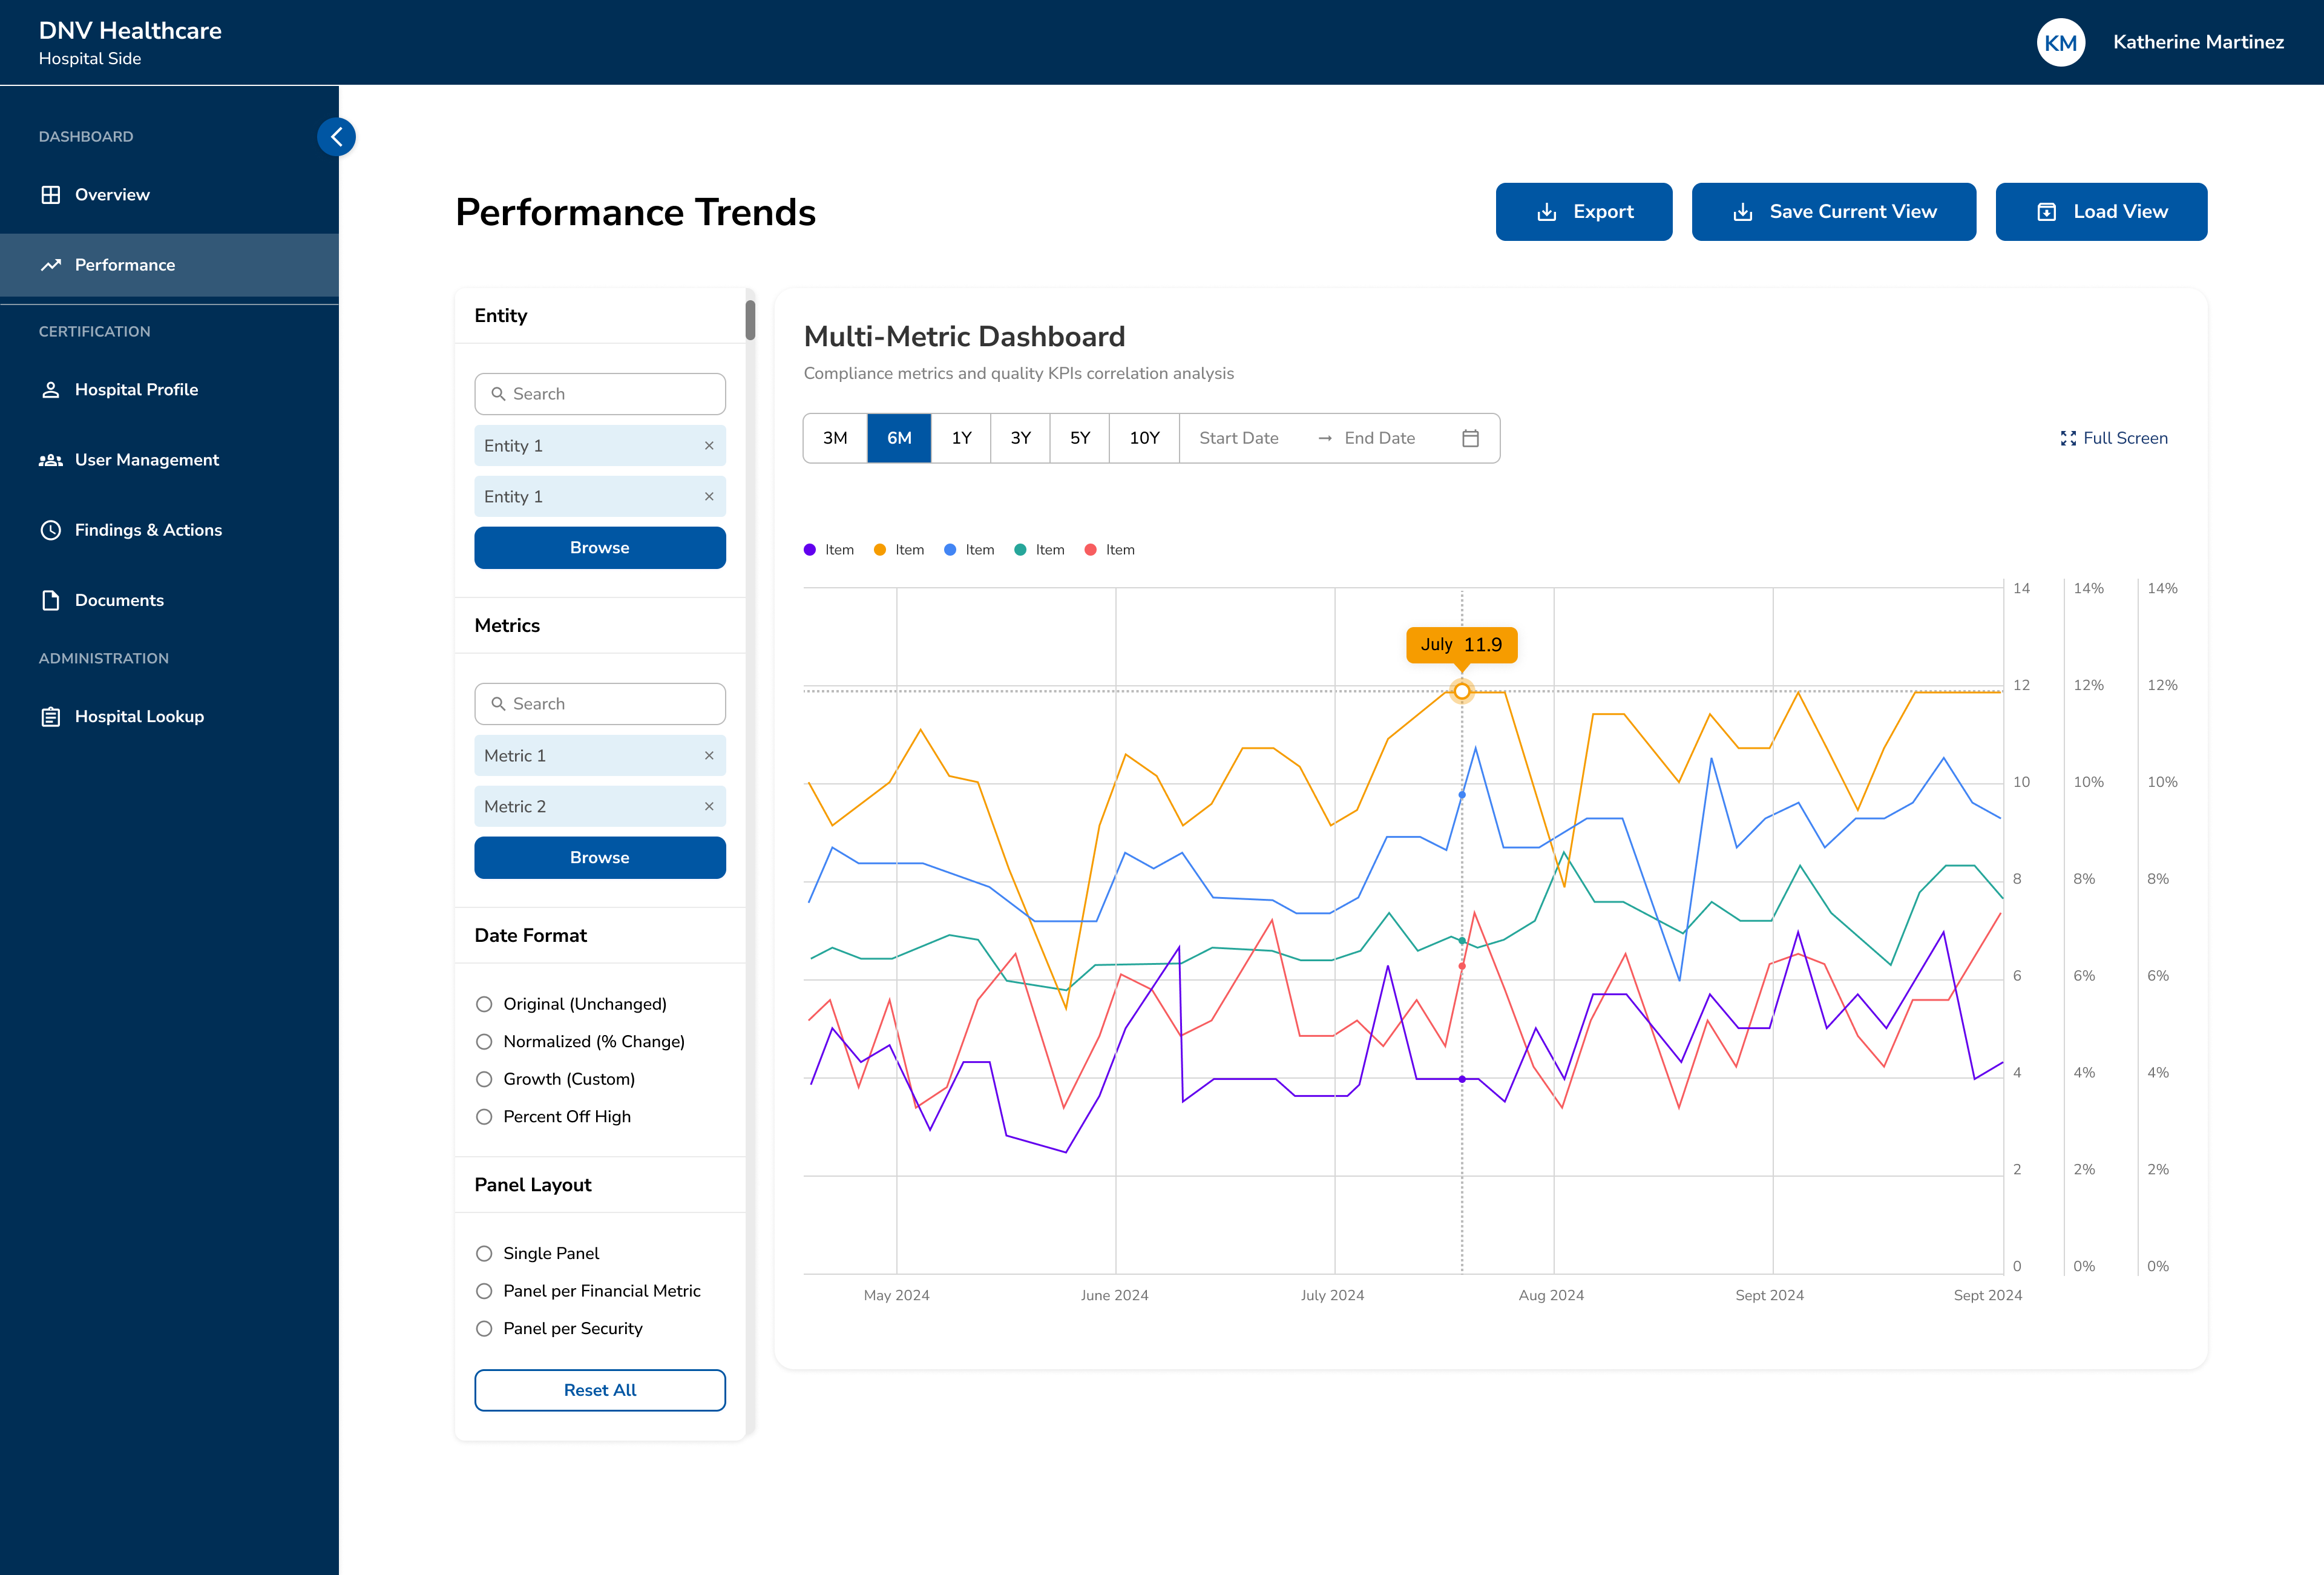 DNV Healthcare
Hospital Side
KM
Katherine Martinez
DASHBOARD
Overview
Performance
CERTIFICATION
Hospital Profile
User Management
Findings & Actions
Documents
ADMINISTRATION
Hospital Lookup
Performance Trends
Export
Save Current View
Load View
Entity
Search
Entity 1
Entity 1
Browse
Metrics
Search
Metric 1
Metric 2
Browse
Date Format
Original (Unchanged)
Normalized (% Change)
Growth (Custom)
Percent Off High
Panel Layout
Single Panel
Panel per Financial Metric
Panel per Security
Reset All
Multi-Metric Dashboard
Compliance metrics and quality KPIs correlation analysis
3M 6M 1Y 3Y 5Y 10Y Start Date → End Date
Full Screen
Item Item Item Item Item
July 11.9
14 14% 14%
12 12% 12%
10 10% 10%
8 8% 8%
6 6% 6%
4 4% 4%
2 2% 2%
0 0% 0%
May 2024 June 2024 July 2024 Aug 2024 Sept 2024 Sept 2024